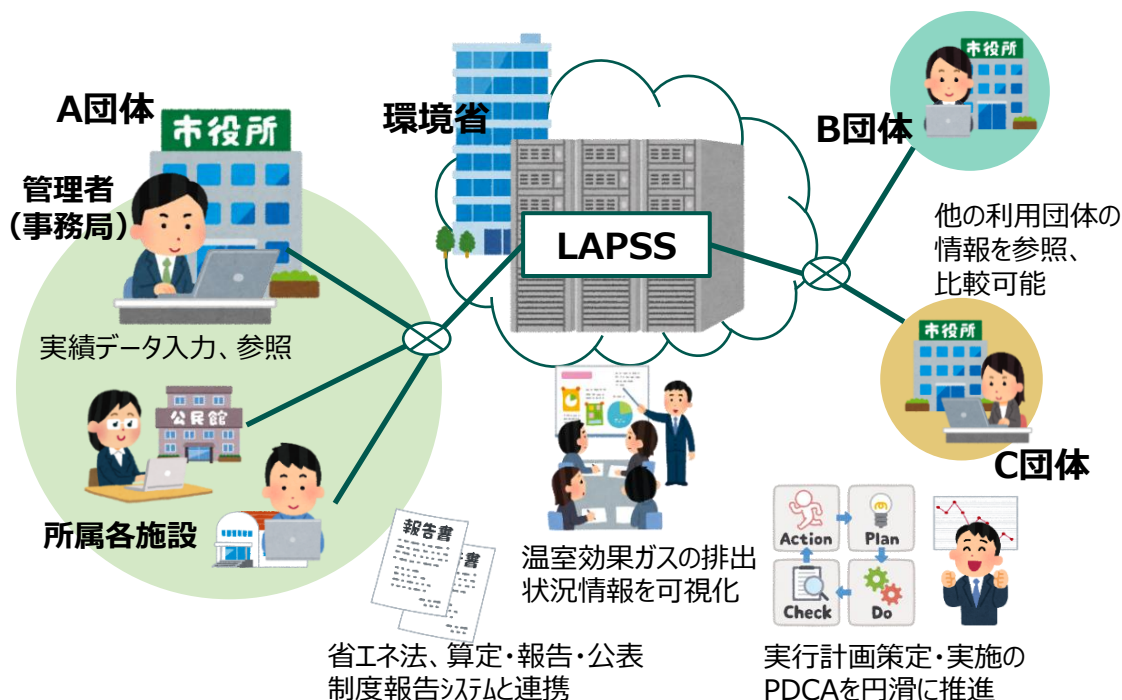 A団体
市役所
管理者
（事務局）
実績データ入力、参照
公民館
所属各施設
環境省
LAPSS
B団体
市役所
他の利用団体の
情報を参照、
比較可能
市役所
C団体
報告書
書
温室効果ガスの排出
状況情報を可視化
Action
Plan
Check
Do
省エネ法、算定・報告・公表
制度報告システムと連携
実行計画策定・実施の
PDCAを円滑に推進